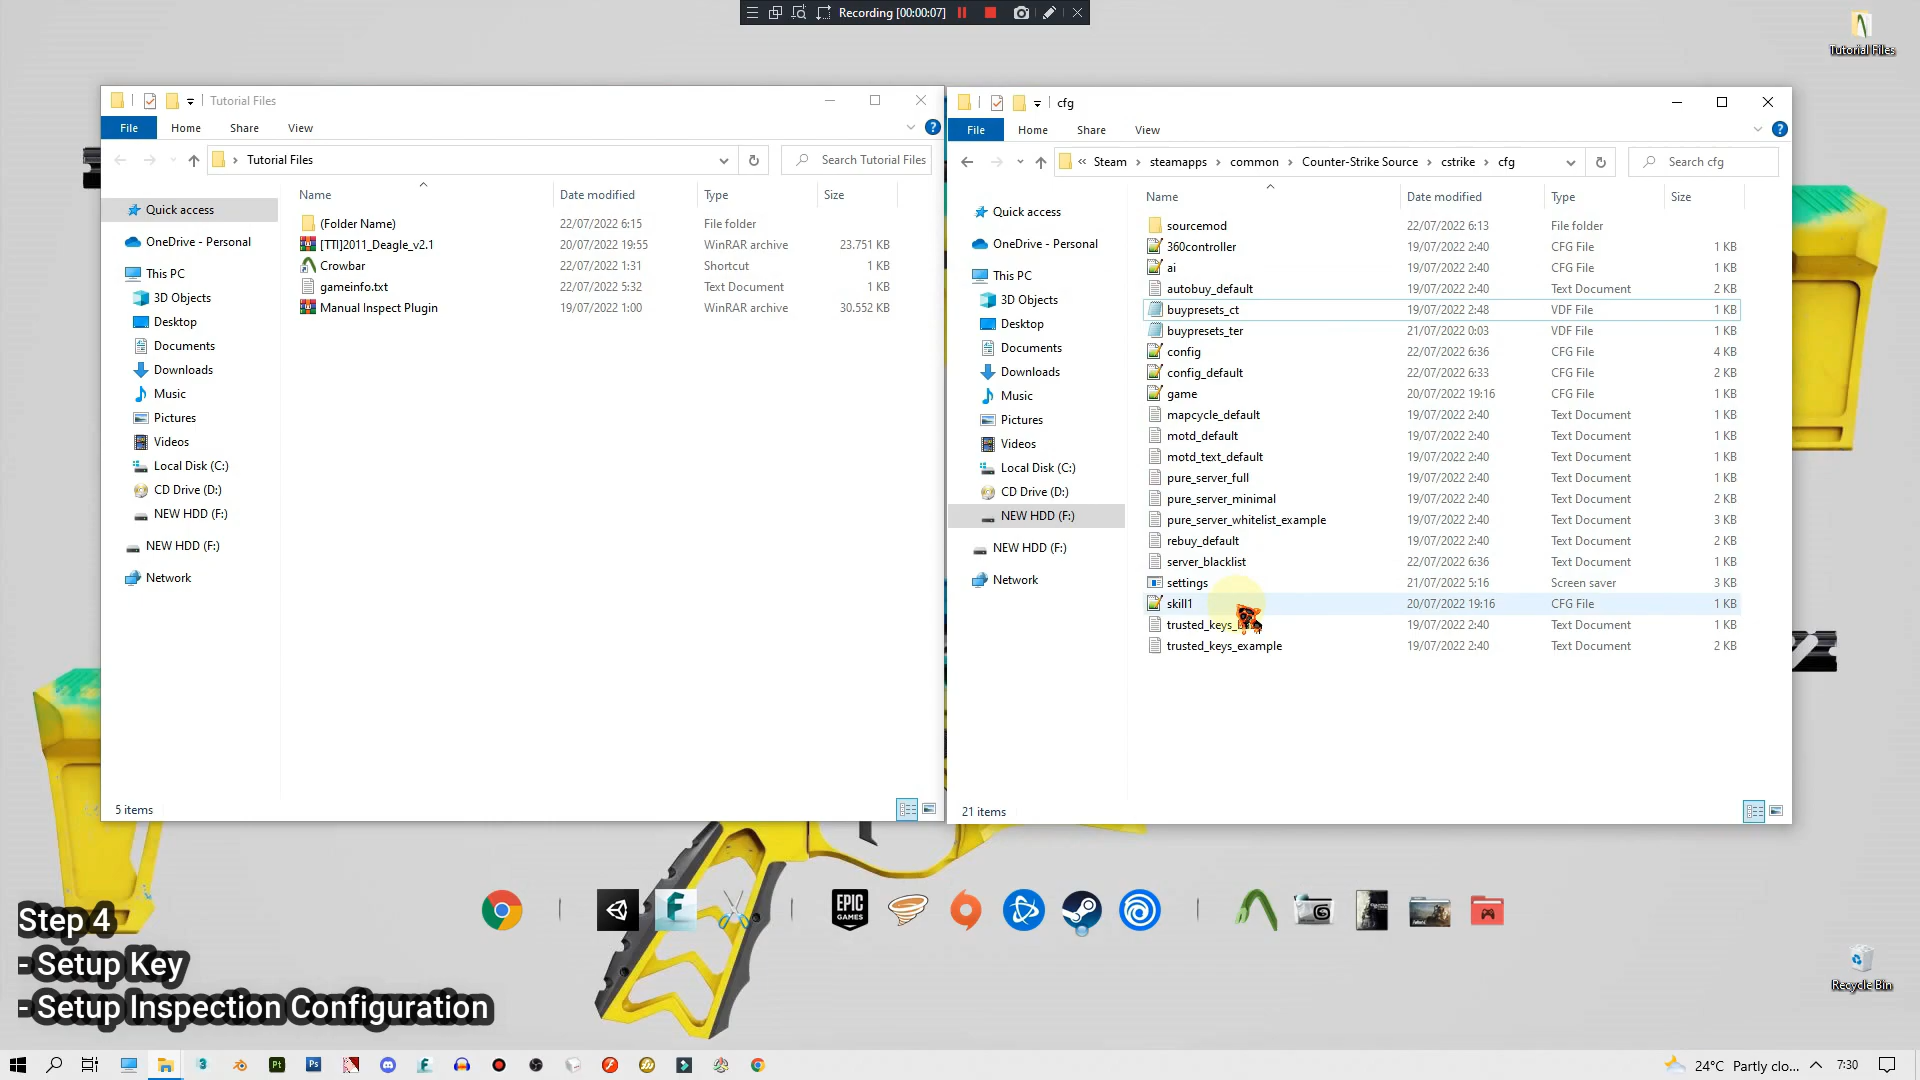 Recording [00:00:07]
Tutorial Files
Tutorial Files
File Home Share View
Tutorial Files
Search Tutorial Files
Name Date modified Type Size
Quick access
OneDrive - Personal
This PC
3D Objects
Desktop
Documents
Downloads
Music
Pictures
Videos
Local Disk (C:)
CD Drive (D:)
NEW HDD (F:)
NEW HDD (F:)
Network
(Folder Name) 22/07/2022 6:15 File folder
[TTI]2011_Deagle_v2.1 20/07/2022 19:55 WinRAR archive 23.751 KB
Crowbar 22/07/2022 1:31 Shortcut 1 KB
gameinfo.txt 22/07/2022 5:32 Text Document 1 KB
Manual Inspect Plugin 19/07/2022 1:00 WinRAR archive 30.552 KB
5 items
cfg
File Home Share View
« Steam › steamapps › common › Counter-Strike Source › cstrike › cfg
Search cfg
Name Date modified Type Size
Quick access
OneDrive - Personal
This PC
3D Objects
Desktop
Documents
Downloads
Music
Pictures
Videos
Local Disk (C:)
CD Drive (D:)
NEW HDD (F:)
NEW HDD (F:)
Network
sourcemod 22/07/2022 6:13 File folder
360controller 19/07/2022 2:40 CFG File 1 KB
ai 19/07/2022 2:40 CFG File 1 KB
autobuy_default 19/07/2022 2:40 Text Document 2 KB
buypresets_ct 19/07/2022 2:48 VDF File 1 KB
buypresets_ter 21/07/2022 0:03 VDF File 1 KB
config 22/07/2022 6:36 CFG File 4 KB
config_default 22/07/2022 6:33 CFG File 2 KB
game 20/07/2022 19:16 CFG File 1 KB
mapcycle_default 19/07/2022 2:40 Text Document 1 KB
motd_default 19/07/2022 2:40 Text Document 1 KB
motd_text_default 19/07/2022 2:40 Text Document 1 KB
pure_server_full 19/07/2022 2:40 Text Document 1 KB
pure_server_minimal 19/07/2022 2:40 Text Document 2 KB
pure_server_whitelist_example 19/07/2022 2:40 Text Document 3 KB
rebuy_default 19/07/2022 2:40 Text Document 2 KB
server_blacklist 22/07/2022 6:36 Text Document 1 KB
settings 21/07/2022 5:16 Screen saver 3 KB
skill1 20/07/2022 19:16 CFG File 1 KB
trusted_keys_ 19/07/2022 2:40 Text Document 1 KB
trusted_keys_example 19/07/2022 2:40 Text Document 2 KB
21 items
EPIC
GAMES
Step 4
- Setup Key
- Setup Inspection Configuration
Recycle Bin
24°C Partly clo... 7:30